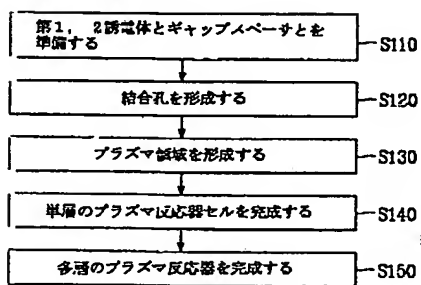 第1，2誘電体とギャップスペーサとを
準備する
S110
結合孔を形成する
S120
プラズマ領域を形成する
S130
単層のプラズマ反応器セルを完成する
S140
多層のプラズマ反応器を完成する
S150